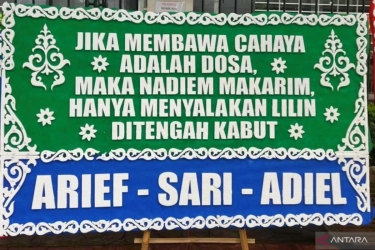 JIKA MEMBAWA CAHAYA
ADALAH DOSA,
MAKA NADIEM MAKARIM,
HANYA MENYALAKAN LILIN
DITENGAH KABUT
ARIEF - SARI - ADIEL
ANTARA